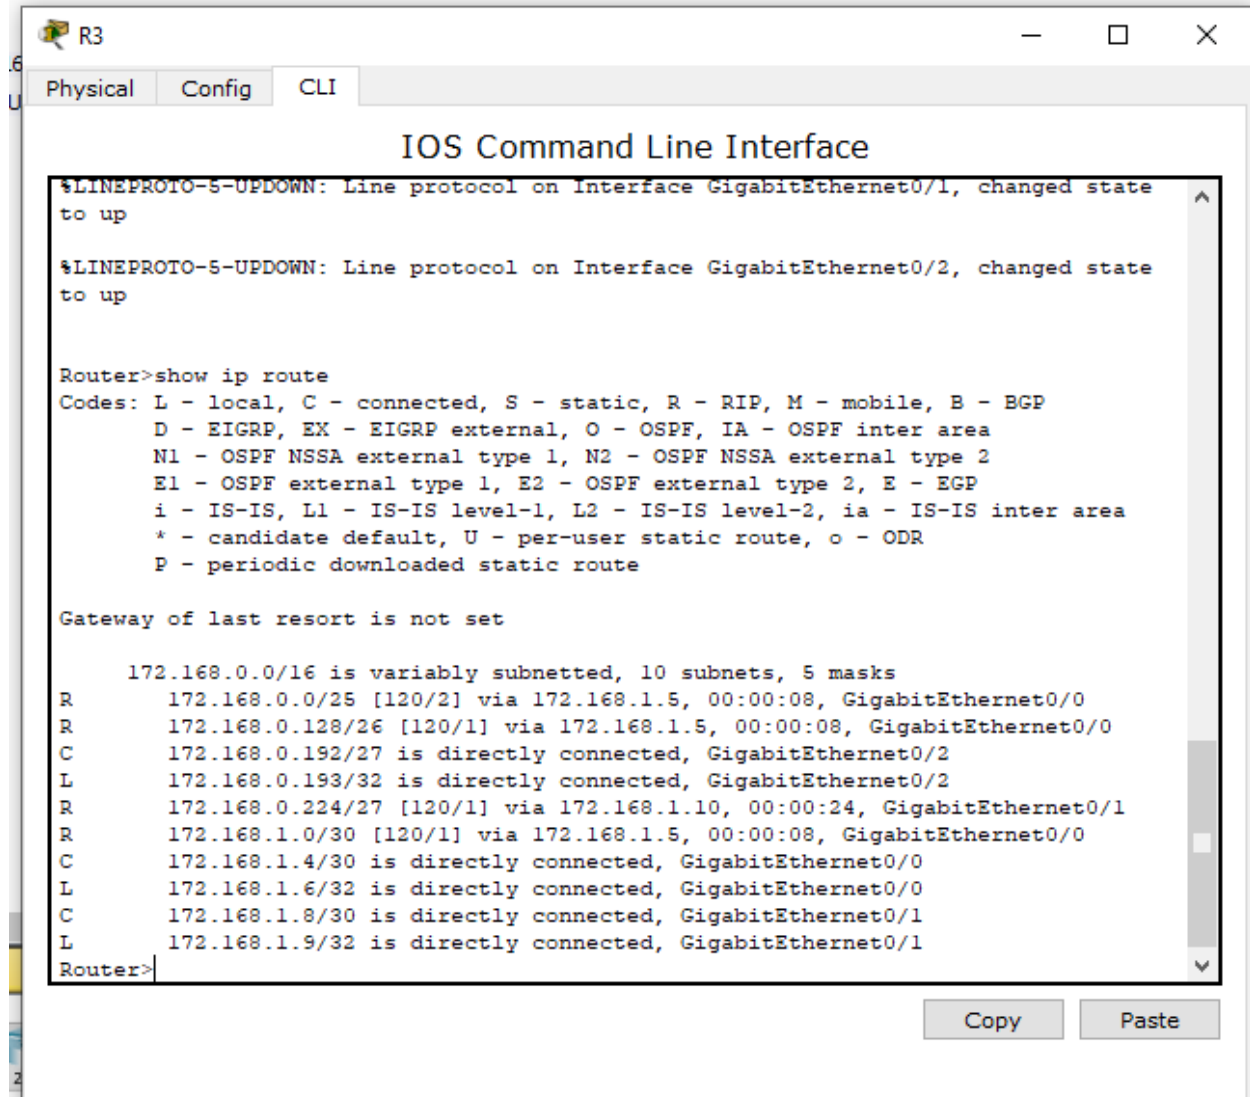 R3
Physical Config CLI
IOS Command Line Interface
%LINEPROTO-5-UPDOWN: Line protocol on Interface GigabitEthernet0/1, changed state
to up
%LINEPROTO-5-UPDOWN: Line protocol on Interface GigabitEthernet0/2, changed state
to up
Router>show ip route
Codes: L - local, C - connected, S - static, R - RIP, M - mobile, B - BGP
D - EIGRP, EX - EIGRP external, O - OSPF, IA - OSPF inter area
N1 - OSPF NSSA external type 1, N2 - OSPF NSSA external type 2
E1 - OSPF external type 1, E2 - OSPF external type 2, E - EGP
i - IS-IS, L1 - IS-IS level-1, L2 - IS-IS level-2, ia - IS-IS inter area
* - candidate default, U - per-user static route, o - ODR
P - periodic downloaded static route
Gateway of last resort is not set
172.168.0.0/16 is variably subnetted, 10 subnets, 5 masks
R 172.168.0.0/25 [120/2] via 172.168.1.5, 00:00:08, GigabitEthernet0/0
R 172.168.0.128/26 [120/1] via 172.168.1.5, 00:00:08, GigabitEthernet0/0
C 172.168.0.192/27 is directly connected, GigabitEthernet0/2
L 172.168.0.193/32 is directly connected, GigabitEthernet0/2
R 172.168.0.224/27 [120/1] via 172.168.1.10, 00:00:24, GigabitEthernet0/1
R 172.168.1.0/30 [120/1] via 172.168.1.5, 00:00:08, GigabitEthernet0/0
C 172.168.1.4/30 is directly connected, GigabitEthernet0/0
L 172.168.1.6/32 is directly connected, GigabitEthernet0/0
C 172.168.1.8/30 is directly connected, GigabitEthernet0/1
L 172.168.1.9/32 is directly connected, GigabitEthernet0/1
Router>
Copy Paste